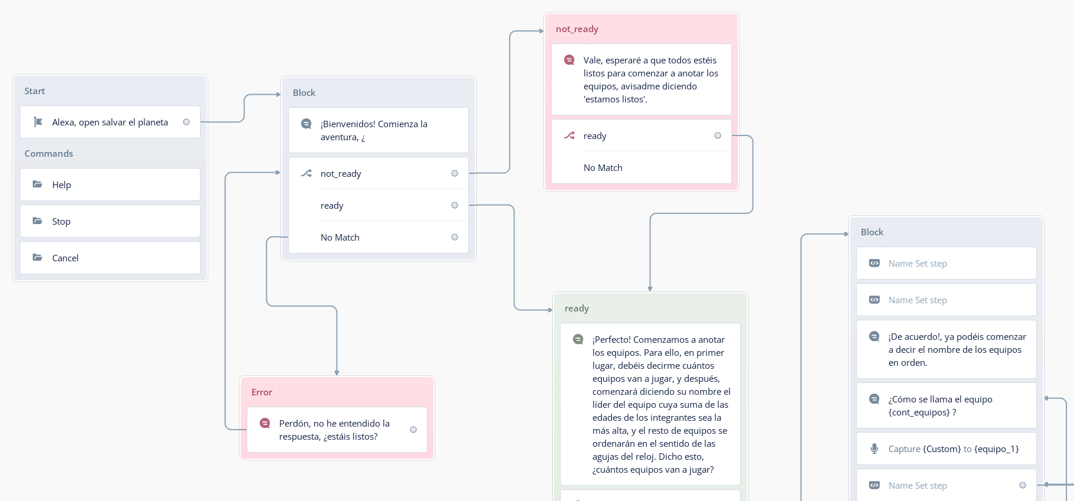 Start
Alexa, open salvar el planeta
Commands
Help
Stop
Cancel
Block
¡Bienvenidos! Comienza la
aventura, ¿
not_ready
ready
No Match
Error
Perdón, no he entendido la
respuesta, ¿estáis listos?
not_ready
Vale, esperaré a que todos estéis
listos para comenzar a anotar los
equipos, avisadme diciendo
'estamos listos'.
ready
No Match
ready
¡Perfecto! Comenzamos a anotar
los equipos. Para ello, en primer
lugar, debéis decirme cuántos
equipos van a jugar, y después,
comenzará diciendo su nombre el
líder del equipo cuya suma de las
edades de los integrantes sea la
más alta, y el resto de equipos se
ordenarán en el sentido de las
agujas del reloj. Dicho esto,
¿cuántos equipos van a jugar?
Block
Name Set step
Name Set step
¡De acuerdo!, ya podéis comenzar
a decir el nombre de los equipos
en orden.
¿Cómo se llama el equipo
{cont_equipos} ?
Capture {Custom} to {equipo_1}
Name Set step